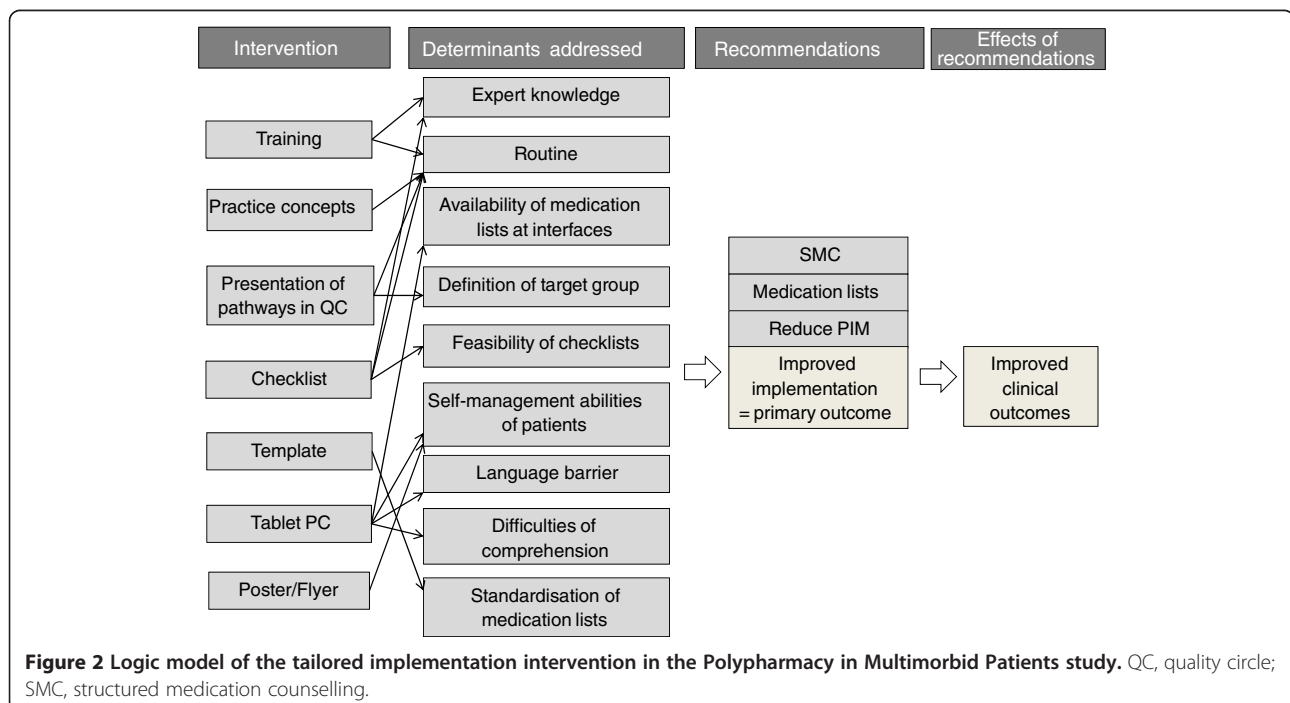 Intervention
Determinants addressed
Recommendations
Effects of
recommendations
Training
Practice concepts
Presentation of
pathways in QC
Checklist
Template
Tablet PC
Poster/Flyer
Expert knowledge
Routine
Availability of medication
lists at interfaces
Definition of target group
Feasibility of checklists
Self-management abilities
of patients
Language barrier
Difficulties of
comprehension
Standardisation of
medication lists
SMC
Medication lists
Reduce PIM
Improved
implementation
= primary outcome
Improved
clinical
outcomes
Figure 2 Logic model of the tailored implementation intervention in the Polypharmacy in Multimorbid Patients study. QC, quality circle;
SMC, structured medication counselling.